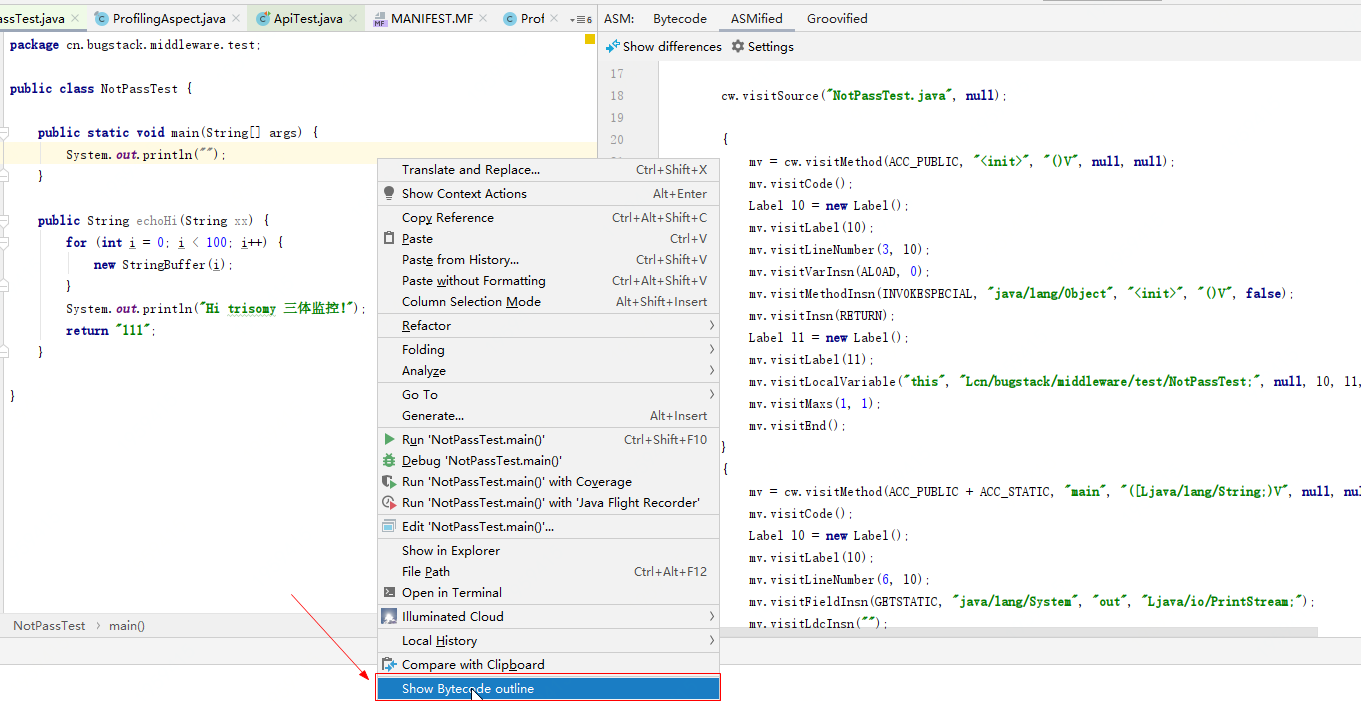 assTest.java
ProfilingAspect.java
ApiTest.java
MANIFEST.MF
Prof
6
ASM:
Bytecode
ASMified
Groovified
Show differences
Settings
package cn.bugstack.middleware.test;
public class NotPassTest {
public static void main(String[] args) {
System.out.println("");
}
public String echoHi(String xx) {
for (int i = 0; i < 100; i++) {
new StringBuffer(i);
}
System.out.println("Hi trisomy 三体监控!");
return "111";
}
}
NotPassTest > main()
Translate and Replace... Ctrl+Shift+X
Show Context Actions Alt+Enter
Copy Reference Ctrl+Alt+Shift+C
Paste Ctrl+V
Paste from History... Ctrl+Shift+V
Paste without Formatting Ctrl+Alt+Shift+V
Column Selection Mode Alt+Shift+Insert
Refactor
Folding
Analyze
Go To
Generate... Alt+Insert
Run 'NotPassTest.main()' Ctrl+Shift+F10
Debug 'NotPassTest.main()'
Run 'NotPassTest.main()' with Coverage
Run 'NotPassTest.main()' with 'Java Flight Recorder'
Edit 'NotPassTest.main()'...
Show in Explorer
File Path Ctrl+Alt+F12
Open in Terminal
Illuminated Cloud
Local History
Compare with Clipboard
Show Bytecode outline
17
18 cw.visitSource("NotPassTest.java", null);
19
20 {
mv = cw.visitMethod(ACC_PUBLIC, "<init>", "()V", null, null);
mv.visitCode();
Label l0 = new Label();
mv.visitLabel(l0);
mv.visitLineNumber(3, l0);
mv.visitVarInsn(ALOAD, 0);
mv.visitMethodInsn(INVOKESPECIAL, "java/lang/Object", "<init>", "()V", false);
mv.visitInsn(RETURN);
Label l1 = new Label();
mv.visitLabel(l1);
mv.visitLocalVariable("this", "Lcn/bugstack/middleware/test/NotPassTest;", null, l0, l1,
mv.visitMaxs(1, 1);
mv.visitEnd();
}
{
mv = cw.visitMethod(ACC_PUBLIC + ACC_STATIC, "main", "([Ljava/lang/String;)V", null, nul
mv.visitCode();
Label l0 = new Label();
mv.visitLabel(l0);
mv.visitLineNumber(6, l0);
mv.visitFieldInsn(GETSTATIC, "java/lang/System", "out", "Ljava/io/PrintStream;");
mv.visitLdcInsn("");